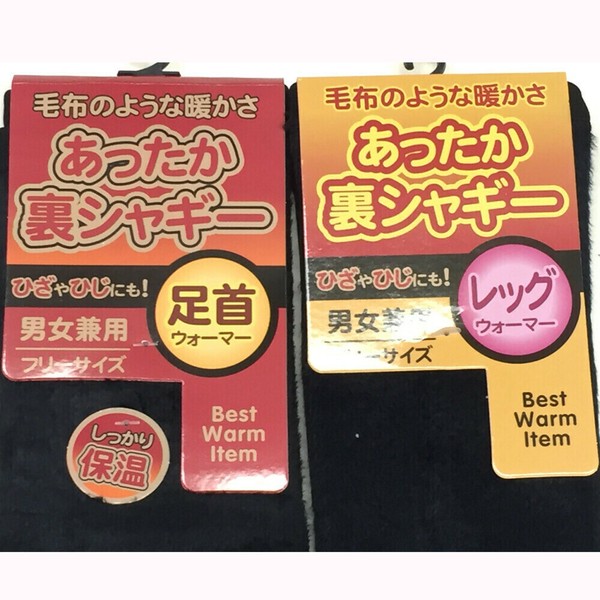 毛布のような暖かさ
あったか
裏シャギー
ひざやひじにも!
足首
ウォーマー
男女兼用
フリーサイズ
しっかり
保温
Best
Warm
Item
毛布のような暖かさ
あったか
裏シャギー
ひざやひじにも!
レッグ
ウォーマー
男女兼
サイズ
Best
Warm
Item